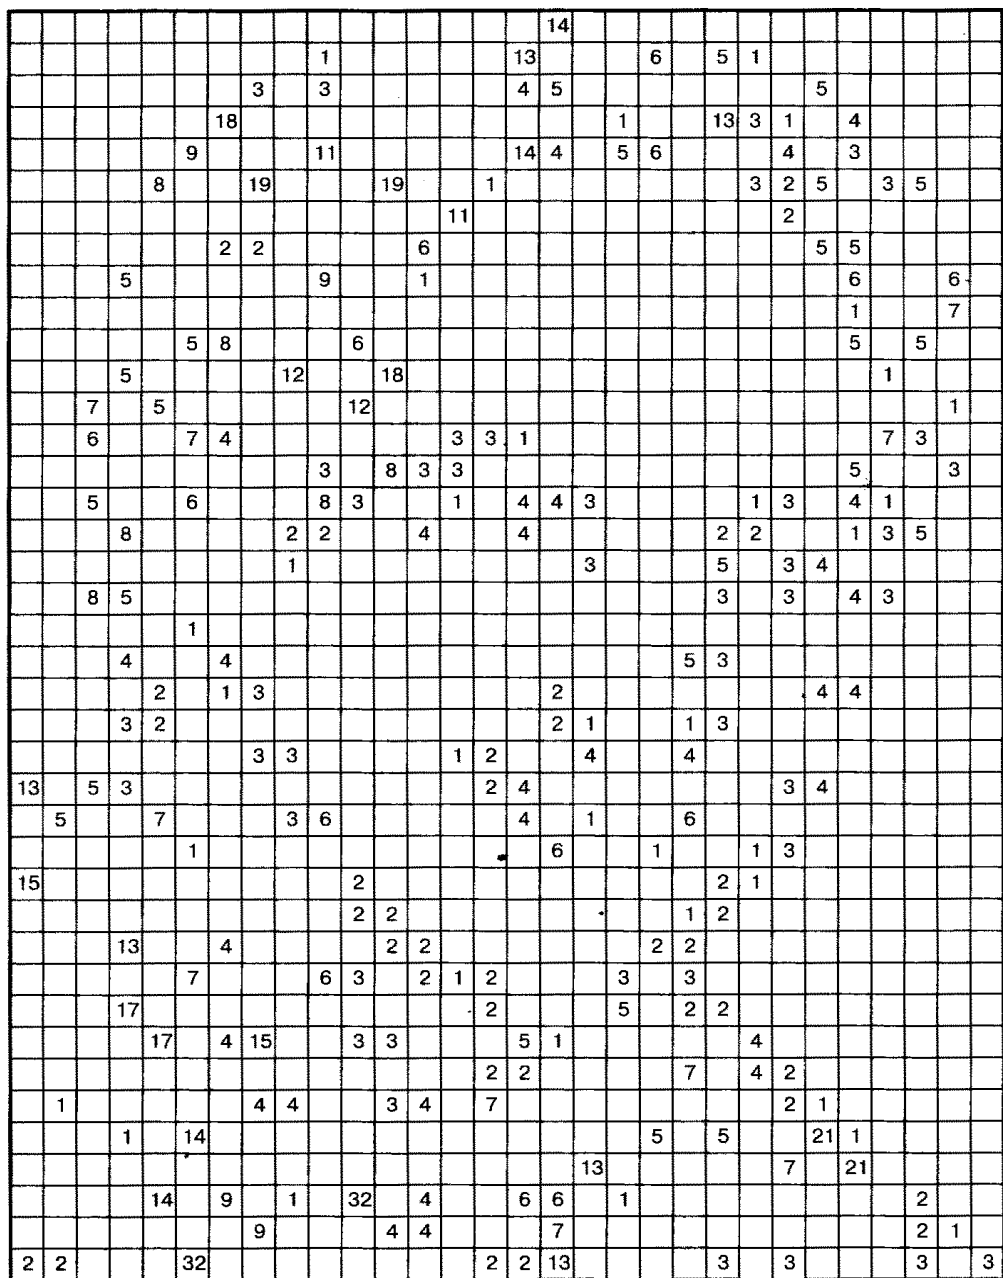 14
1 13 6 5 1
3 3 4 5 5
18 1 13 3 1 4
9 11 14 4 5 6 4 3
8 19 19 1 3 2 5 3 5
11 2
2 2 6 5 5
5 9 1 6 6
1 7
5 8 6 5 5
5 12 18 1
7 5 12 1
6 7 4 3 3 1 7 3
3 8 3 3 5 3
5 6 8 3 1 4 4 3 1 3 4 1
8 2 2 4 4 2 2 1 3 5
1 3 5 3 4
8 5 3 3 4 3
1
4 4 5 3
2 1 3 2 4 4
3 2 2 1 1 3
3 3 1 2 4 4
13 5 3 2 4 3 4
5 7 3 6 4 1 6
1 6 1 1 3
15 2 2 1
2 2 1 2
13 4 2 2 2 2
7 6 3 2 1 2 3 3
17 2 5 2 2
17 4 15 3 3 5 1 4
2 2 7 4 2
1 4 4 3 4 7 2 1
1 14 5 5 21 1
13 7 21
14 9 1 32 4 6 6 1 2
9 4 4 7 2 1
2 2 32 2 2 13 3 3 3 3